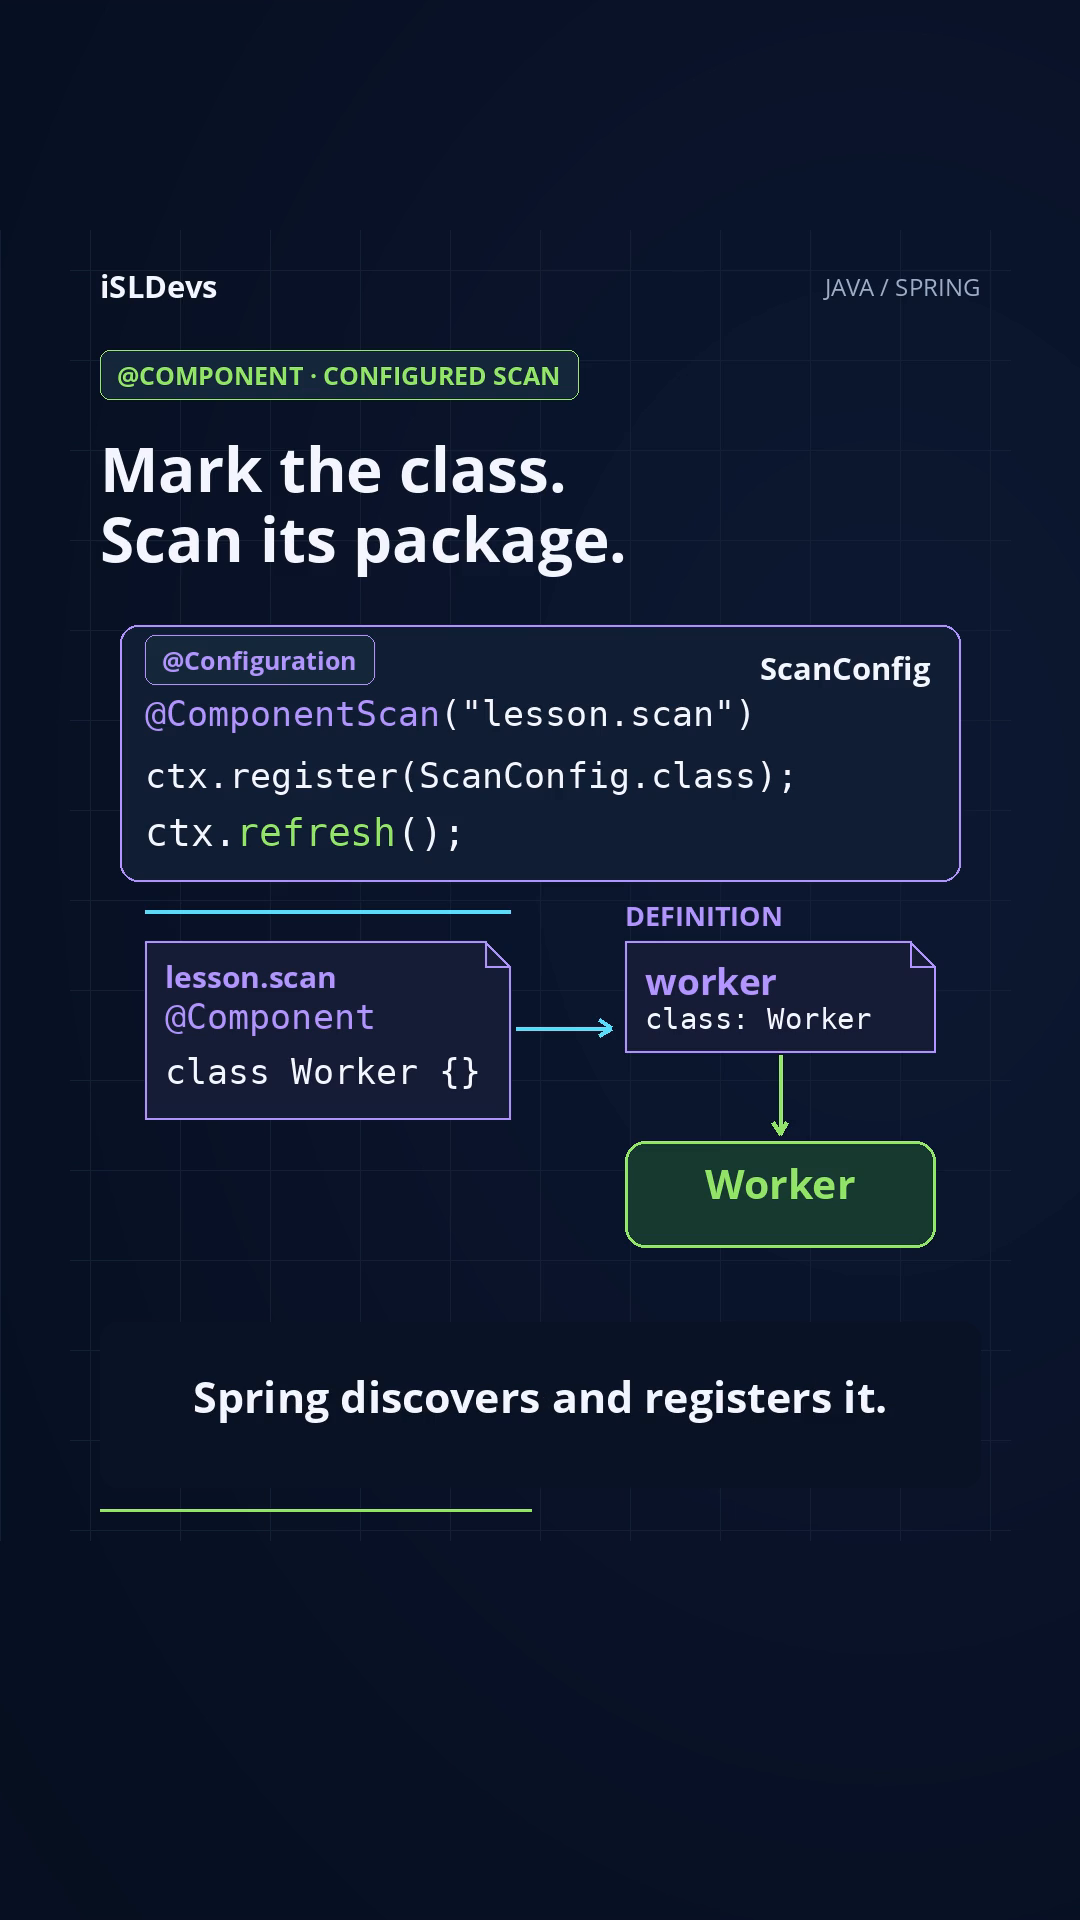 iSLDevs
JAVA / SPRING
@COMPONENT · CONFIGURED SCAN
Mark the class.
Scan its package.
@Configuration
ScanConfig
@ComponentScan("lesson.scan")
ctx.register(ScanConfig.class);
ctx.refresh();
lesson.scan
@Component
class Worker {}
DEFINITION
worker
class: Worker
Worker
Spring discovers and registers it.